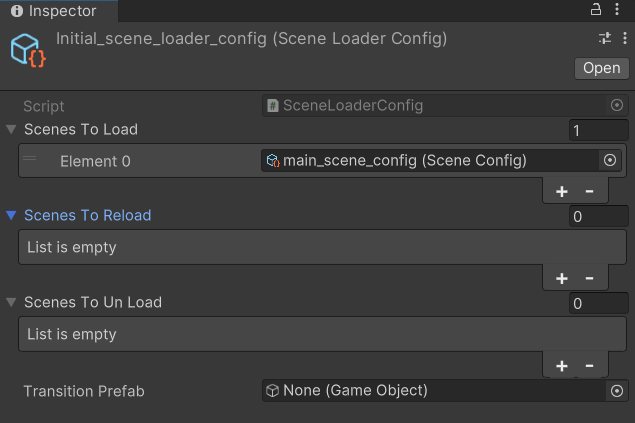 Inspector
Initial_scene_loader_config (Scene Loader Config)
Open
Script
SceneLoaderConfig
Scenes To Load
1
Element 0
main_scene_config (Scene Config)
+ -
Scenes To Reload
0
List is empty
+ -
Scenes To Un Load
0
List is empty
+ -
Transition Prefab
None (Game Object)